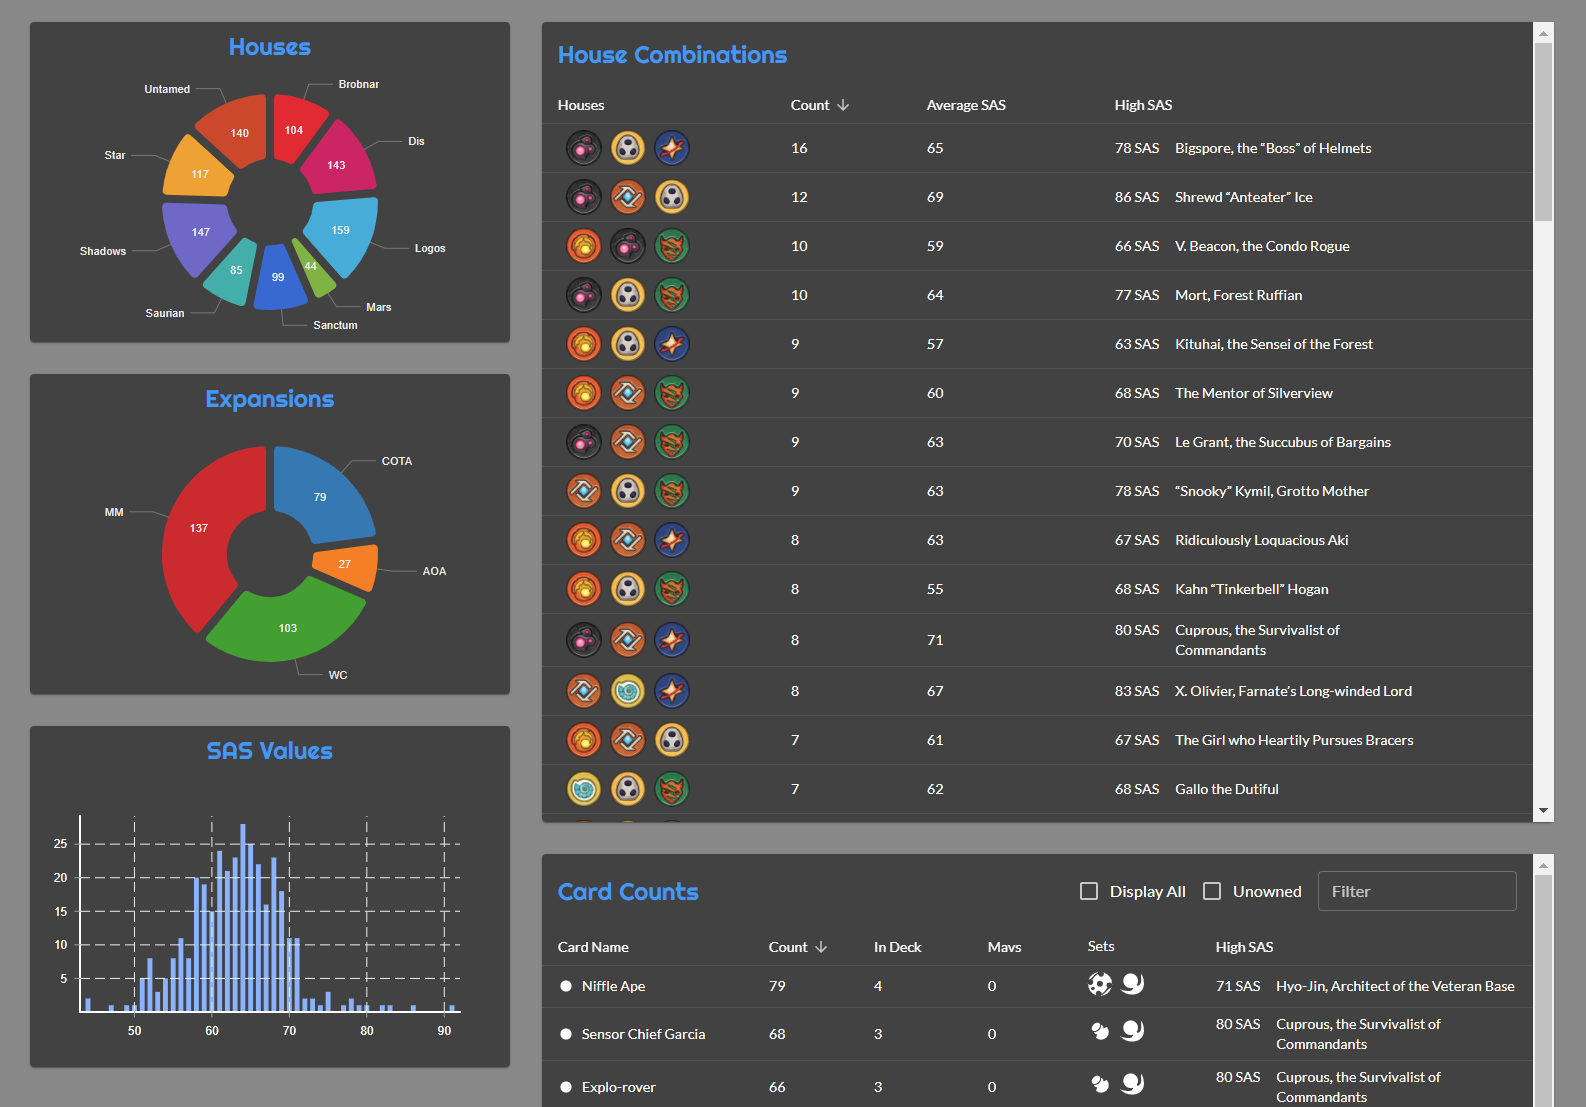 Houses
Untamed
Brobnar
Star
Dis
Shadows
Logos
Saurian
Mars
Sanctum
140
104
143
117
159
147
44
85
99
Expansions
COTA
MM
AOA
WC
79
137
27
103
SAS Values
25
20
15
10
5
50 60 70 80 90
House Combinations
Houses Count Average SAS High SAS
16 65 78 SAS Bigspore, the “Boss” of Helmets
12 69 86 SAS Shrewd “Anteater” Ice
10 59 66 SAS V. Beacon, the Condo Rogue
10 64 77 SAS Mort, Forest Ruffian
9 57 63 SAS Kituhai, the Sensei of the Forest
9 60 68 SAS The Mentor of Silverview
9 63 70 SAS Le Grant, the Succubus of Bargains
9 63 78 SAS “Snooky” Kymil, Grotto Mother
8 63 67 SAS Ridiculously Loquacious Aki
8 55 68 SAS Kahn “Tinkerbell” Hogan
8 71 80 SAS Cuprous, the Survivalist of
Commandants
8 67 83 SAS X. Olivier, Farnate's Long-winded Lord
7 61 67 SAS The Girl who Heartily Pursues Bracers
7 62 68 SAS Gallo the Dutiful
Card Counts
Display All Unowned Filter
Card Name Count In Deck Mavs Sets High SAS
Niffle Ape 79 4 0 71 SAS Hyo-Jin, Architect of the Veteran Base
Sensor Chief Garcia 68 3 0 80 SAS Cuprous, the Survivalist of
Commandants
Explo-rover 66 3 0 80 SAS Cuprous, the Survivalist of
Commandants